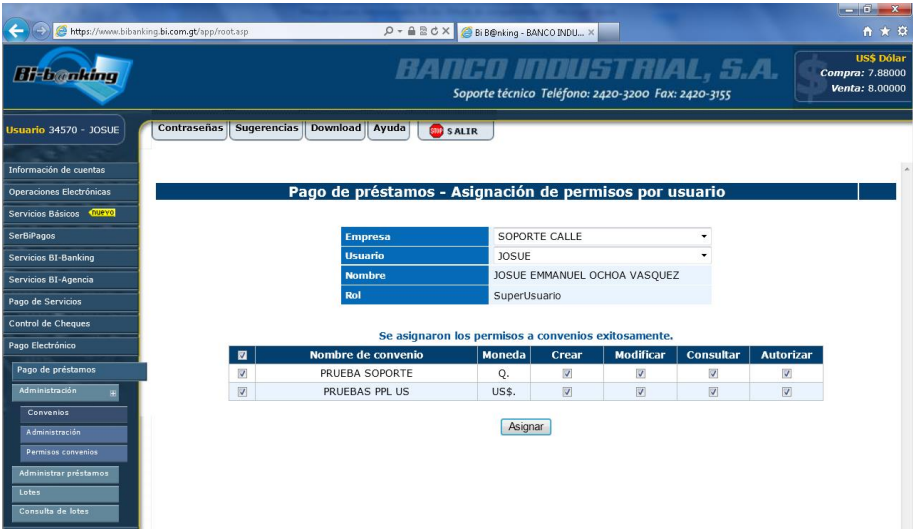 https://www.bibanking.bi.com.gt/app/root.asp
Bi B@nking - BANCO INDU...
Bi-b@nking
BANCO INDUSTRIAL, S.A.
Soporte técnico Teléfono: 2420-3200 Fax: 2420-3155
US$ Dólar
Compra: 7.88000
Venta: 8.00000
Usuario 34570 - JOSUE
Contraseñas Sugerencias Download Ayuda STOP SALIR
Información de cuentas
Operaciones Electrónicas
Servicios Básicos nuevo
SerBiPagos
Servicios BI-Banking
Servicios BI-Agencia
Pago de Servicios
Control de Cheques
Pago Electrónico
Pago de préstamos
Administración
Convenios
Administración
Permisos convenios
Administrar préstamos
Lotes
Consulta de lotes
Pago de préstamos - Asignación de permisos por usuario
Empresa SOPORTE CALLE
Usuario JOSUE
Nombre JOSUE EMMANUEL OCHOA VASQUEZ
Rol SuperUsuario
Se asignaron los permisos a convenios exitosamente.
Nombre de convenio Moneda Crear Modificar Consultar Autorizar
PRUEBA SOPORTE Q.
PRUEBAS PPL US US$.
Asignar